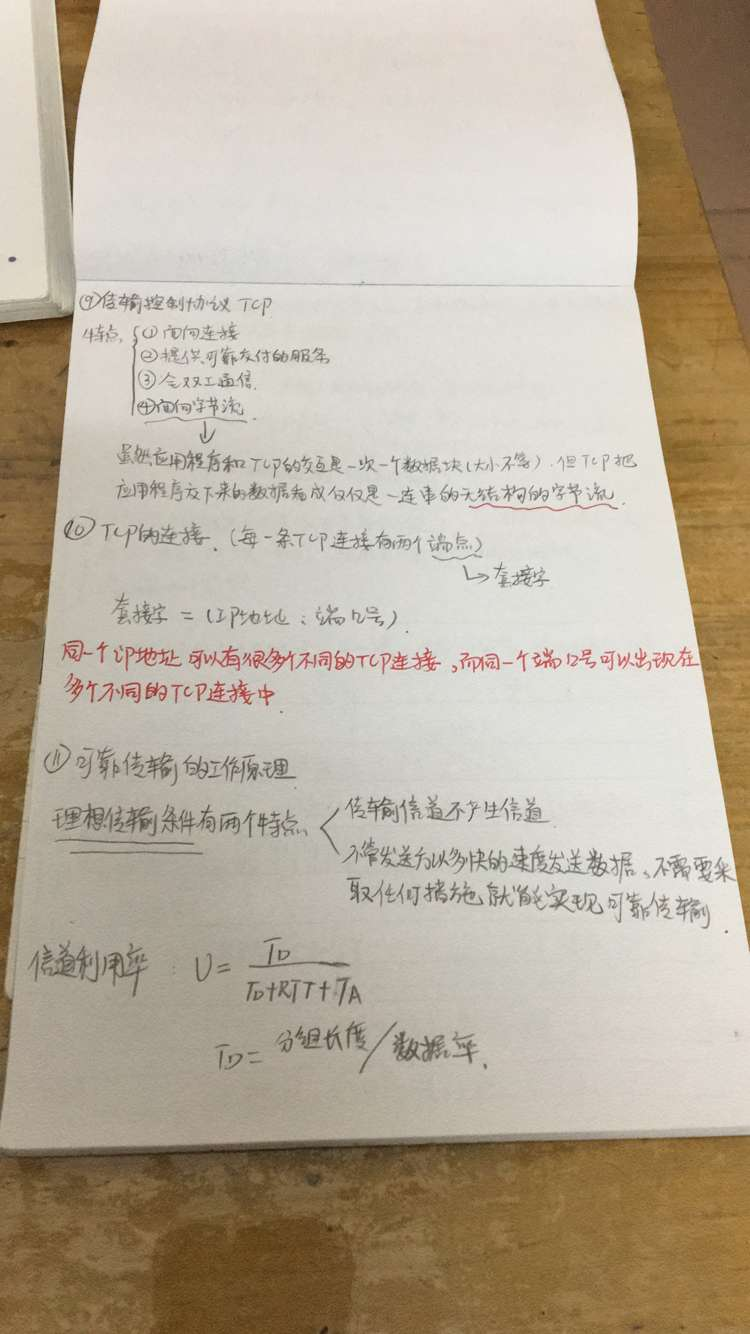 ⑨传输控制协议 TCP
特点 ①面向连接
②提供可靠交付的服务
③全双工通信.
④面向字节流.
虽然应用程序和TCP的交互是一次一个数据块(大小不等).但TCP把
应用程序交下来的数据看成仅仅是一连串的无结构的字节流.
⑩TCP的连接.(每一条TCP连接有两个端点)
↳套接字
套接字 = (IP地址:端口号).
同一个IP地址可以有很多个不同的TCP连接,而同一个端口号可以出现在
多个不同的TCP连接中.
⑪可靠传输的工作原理
理想传输条件有两个特点 < 传输信道不产生信道
不管发送方以多快的速度发送数据,不需要采
取任何措施就能实现可靠传输.
信道利用率: U = TD / (TD+RTT+TA)
TD = 分组长度/数据率.